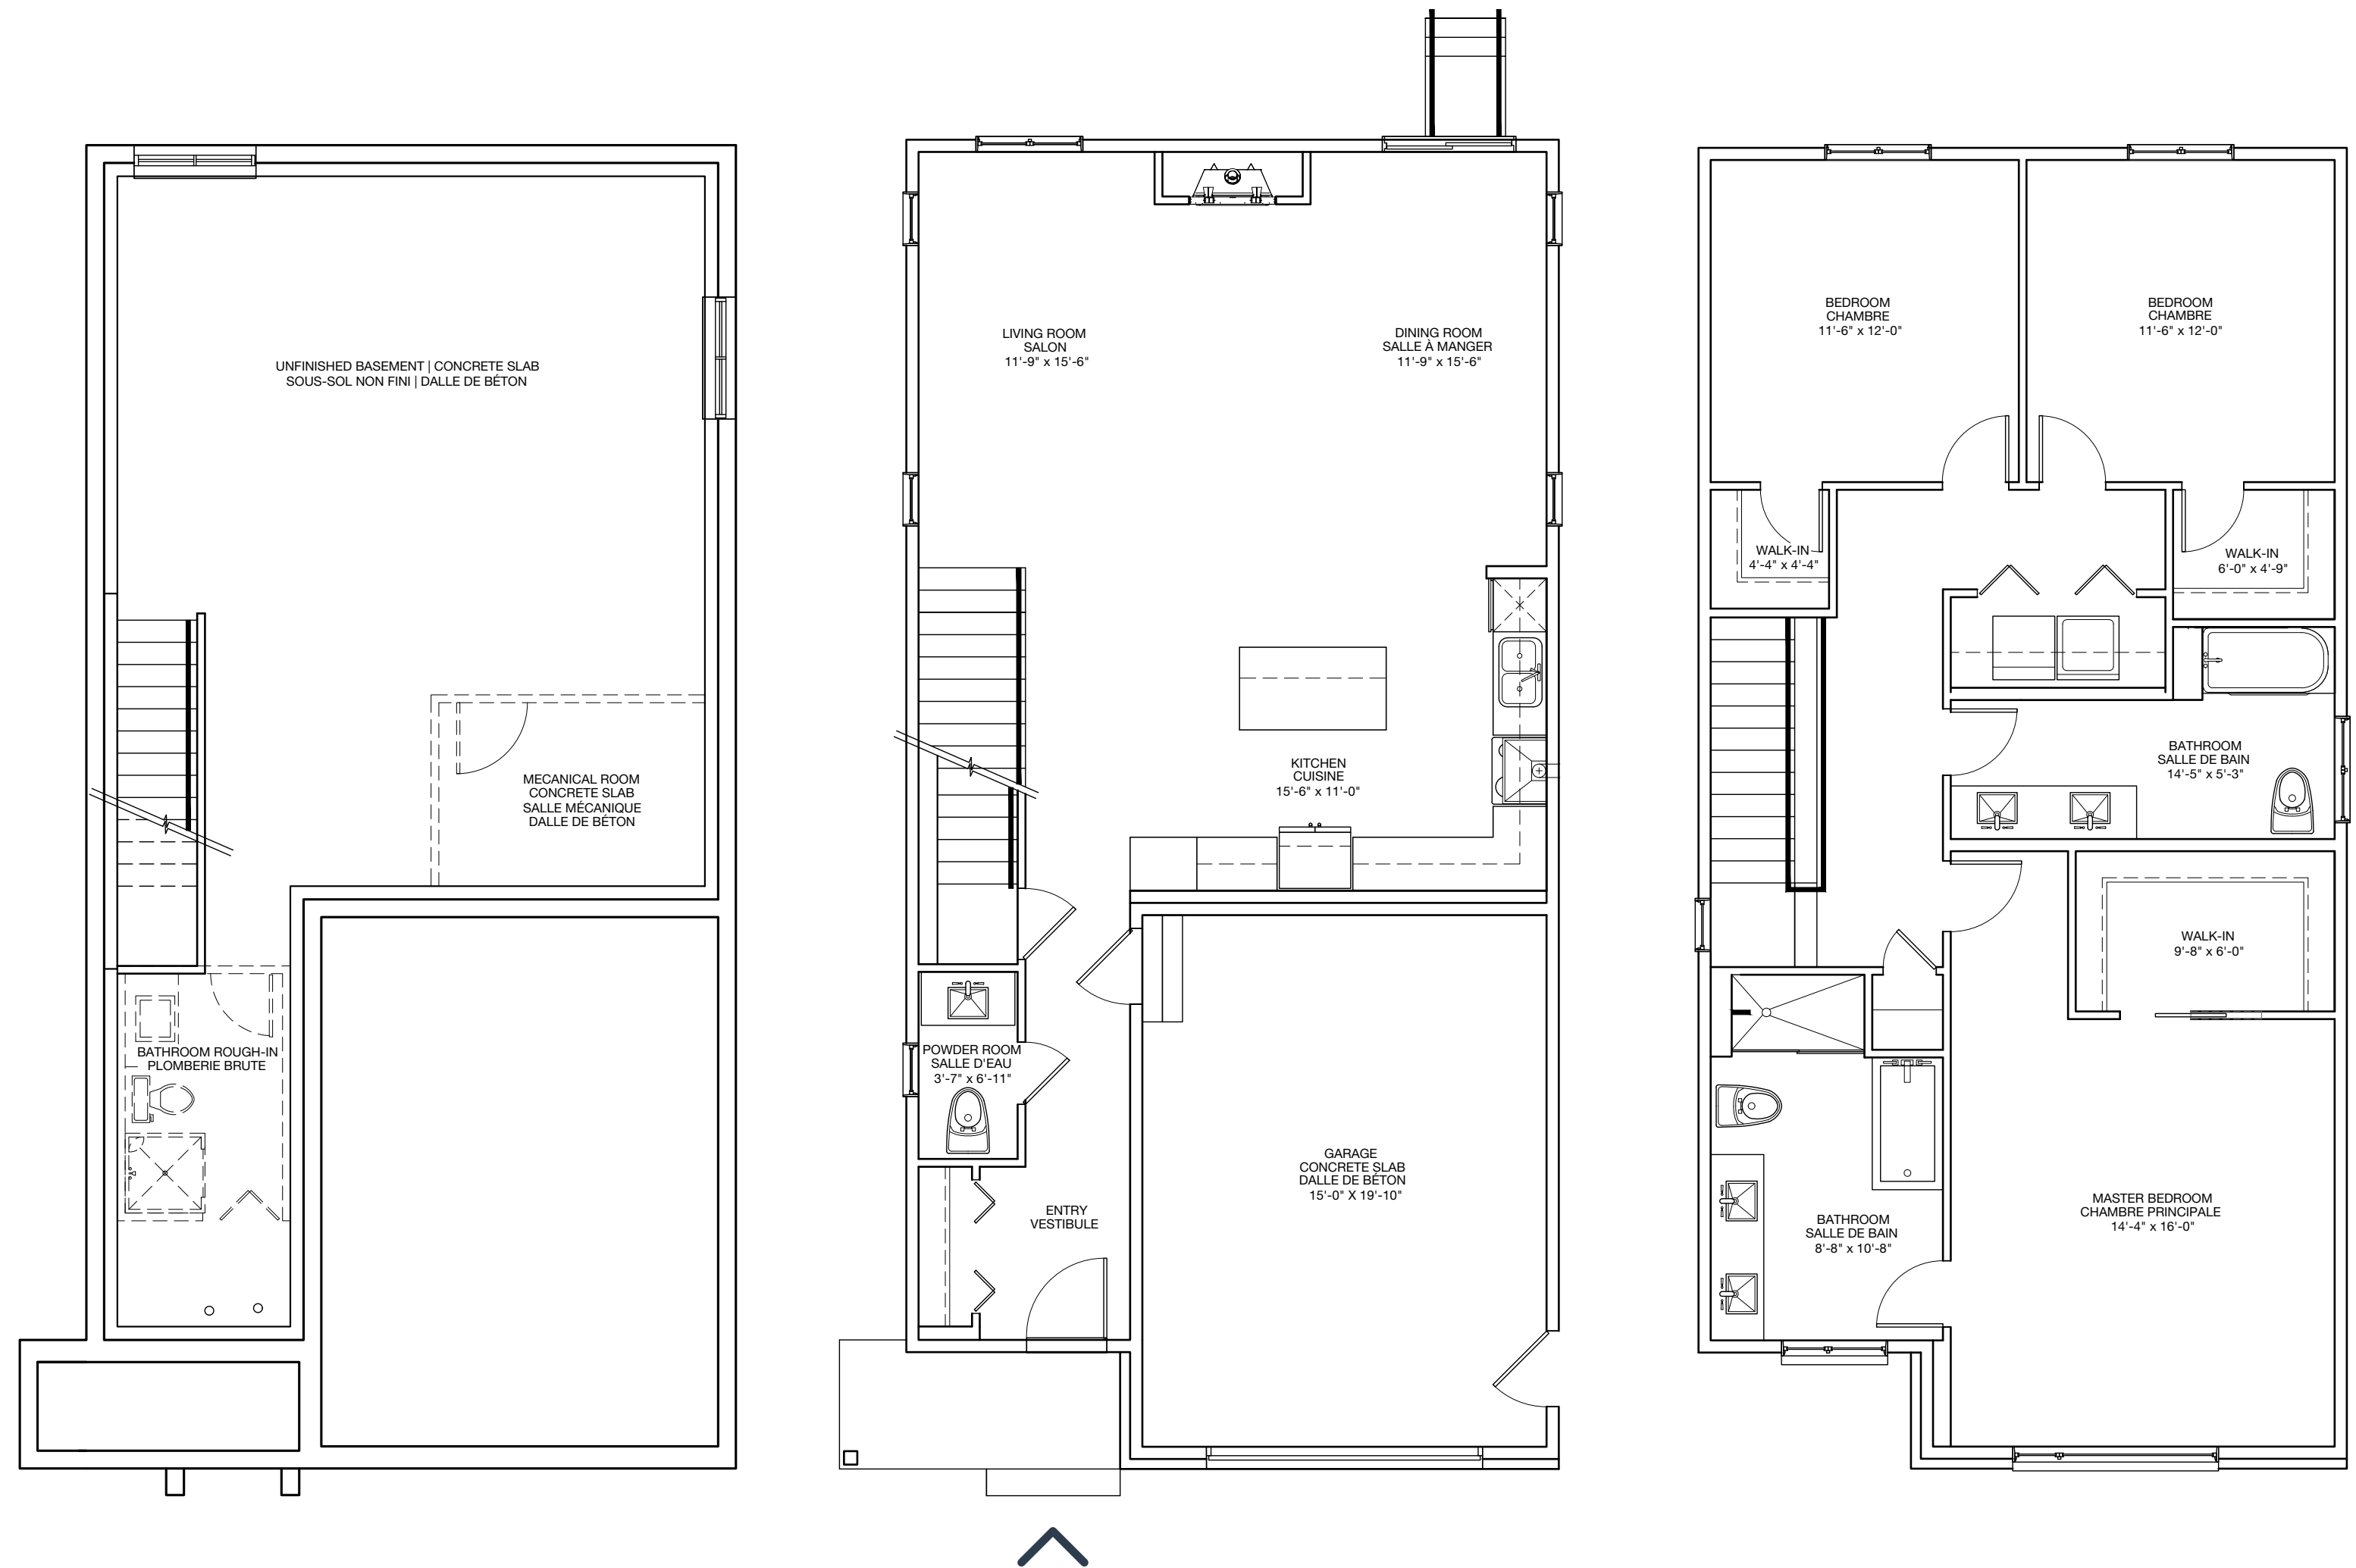 UNFINISHED BASEMENT | CONCRETE SLAB
SOUS-SOL NON FINI | DALLE DE BÉTON
MECANICAL ROOM
CONCRETE SLAB
SALLE MÉCANIQUE
DALLE DE BÉTON
BATHROOM ROUGH-IN
PLOMBERIE BRUTE
LIVING ROOM
SALON
11'-9" x 15'-6"
DINING ROOM
SALLE À MANGER
11'-9" x 15'-6"
KITCHEN
CUISINE
15'-6" x 11'-0"
POWDER ROOM
SALLE D'EAU
3'-7" x 6'-11"
GARAGE
CONCRETE SLAB
DALLE DE BÉTON
15'-0" X 19'-10"
ENTRY
VESTIBULE
BEDROOM
CHAMBRE
11'-6" x 12'-0"
BEDROOM
CHAMBRE
11'-6" x 12'-0"
WALK-IN
4'-4" x 4'-4"
WALK-IN
6'-0" x 4'-9"
BATHROOM
SALLE DE BAIN
14'-5" x 5'-3"
WALK-IN
9'-8" x 6'-0"
BATHROOM
SALLE DE BAIN
8'-8" x 10'-8"
MASTER BEDROOM
CHAMBRE PRINCIPALE
14'-4" x 16'-0"